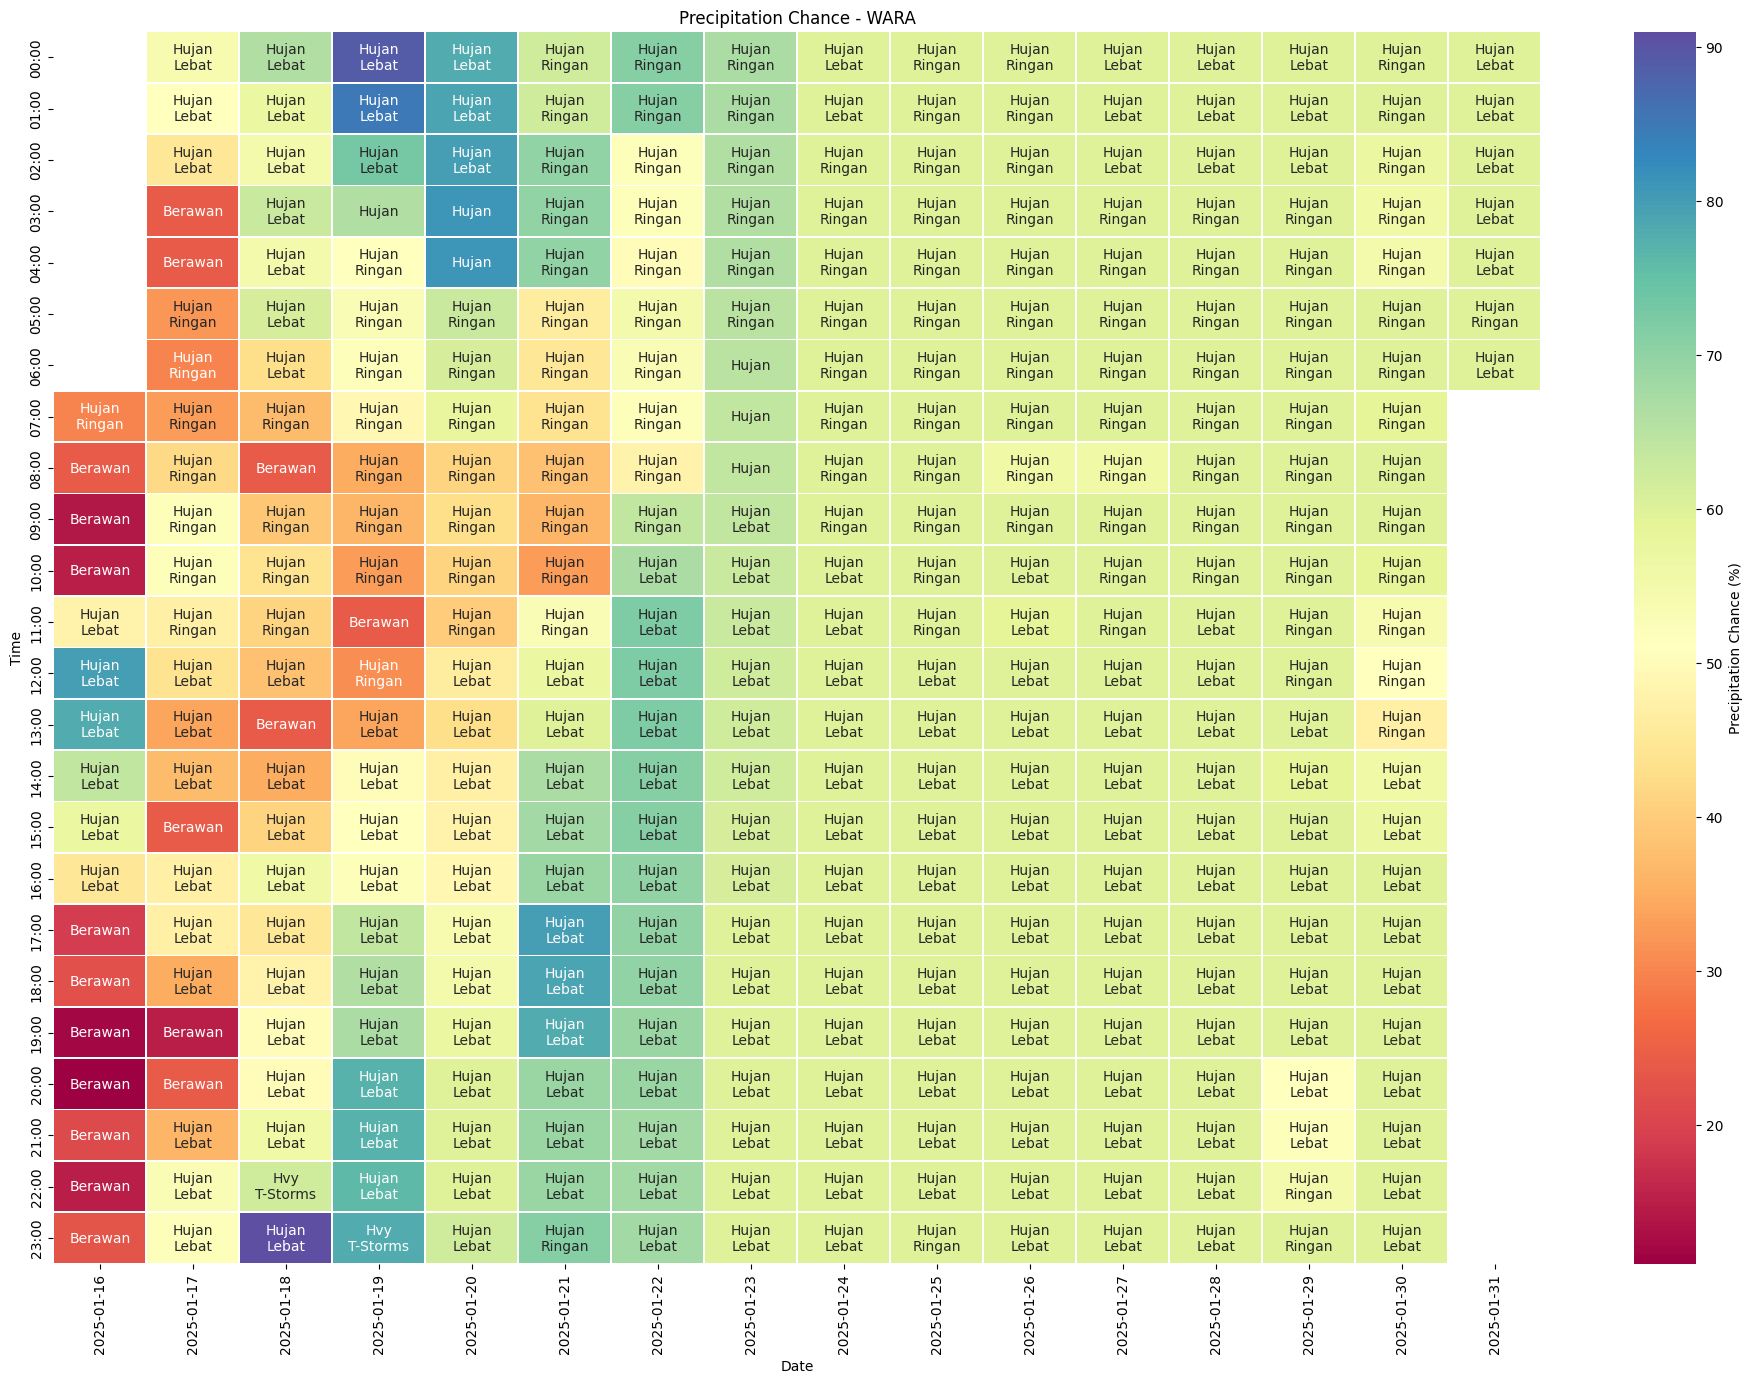 Precipitation Chance - WARA
00:00 Hujan Hujan Hujan Hujan Hujan Hujan Hujan Hujan Hujan Hujan Hujan Hujan Hujan Hujan Hujan
Lebat Lebat Lebat Lebat Ringan Ringan Ringan Lebat Ringan Ringan Lebat Lebat Lebat Ringan Lebat
01:00 Hujan Hujan Hujan Hujan Hujan Hujan Hujan Hujan Hujan Hujan Hujan Hujan Hujan Hujan Hujan
Lebat Lebat Lebat Lebat Ringan Ringan Ringan Lebat Ringan Ringan Lebat Lebat Lebat Ringan Lebat
02:00 Hujan Hujan Hujan Hujan Hujan Hujan Hujan Hujan Hujan Hujan Hujan Hujan Hujan Hujan Hujan
Lebat Lebat Lebat Lebat Ringan Ringan Ringan Ringan Ringan Ringan Lebat Lebat Lebat Ringan Lebat
03:00 Berawan Hujan Hujan Hujan Hujan Hujan Hujan Hujan Hujan Hujan Hujan Hujan Hujan Hujan Hujan
Lebat Ringan Ringan Ringan Ringan Ringan Ringan Ringan Ringan Ringan Ringan Lebat
04:00 Berawan Hujan Hujan Hujan Hujan Hujan Hujan Hujan Hujan Hujan Hujan Hujan Hujan Hujan Hujan
Lebat Ringan Ringan Ringan Ringan Ringan Ringan Ringan Ringan Ringan Ringan Ringan Lebat
05:00 Hujan Hujan Hujan Hujan Hujan Hujan Hujan Hujan Hujan Hujan Hujan Hujan Hujan Hujan Hujan
Ringan Lebat Ringan Ringan Ringan Ringan Ringan Ringan Ringan Ringan Ringan Ringan Ringan Ringan Ringan
06:00 Hujan Hujan Hujan Hujan Hujan Hujan Hujan Hujan Hujan Hujan Hujan Hujan Hujan Hujan Hujan
Ringan Lebat Ringan Ringan Ringan Ringan Ringan Ringan Ringan Ringan Ringan Ringan Ringan Lebat
07:00 Hujan Hujan Hujan Hujan Hujan Hujan Hujan Hujan Hujan Hujan Hujan Hujan Hujan Hujan Hujan
Ringan Ringan Ringan Ringan Ringan Ringan Ringan Ringan Ringan Ringan Ringan Ringan Ringan Ringan
08:00 Berawan Hujan Berawan Hujan Hujan Hujan Hujan Hujan Hujan Hujan Hujan Hujan Hujan Hujan Hujan
Ringan Ringan Ringan Ringan Ringan Ringan Ringan Ringan Ringan Ringan Ringan Ringan
09:00 Berawan Hujan Hujan Hujan Hujan Hujan Hujan Hujan Hujan Hujan Hujan Hujan Hujan Hujan Hujan
Ringan Ringan Ringan Ringan Ringan Ringan Lebat Ringan Ringan Ringan Ringan Ringan Ringan Ringan
10:00 Berawan Hujan Hujan Hujan Hujan Hujan Hujan Hujan Hujan Hujan Hujan Hujan Hujan Hujan Hujan
Ringan Ringan Ringan Ringan Ringan Lebat Lebat Lebat Ringan Lebat Ringan Lebat Ringan Ringan
11:00 Hujan Hujan Hujan Berawan Hujan Hujan Hujan Hujan Hujan Hujan Hujan Hujan Hujan Hujan Hujan
Lebat Ringan Ringan Ringan Ringan Lebat Lebat Lebat Ringan Lebat Ringan Lebat Ringan Ringan
12:00 Hujan Hujan Hujan Hujan Hujan Hujan Hujan Hujan Hujan Hujan Hujan Hujan Hujan Hujan Hujan
Lebat Lebat Lebat Ringan Lebat Lebat Lebat Lebat Lebat Lebat Lebat Lebat Lebat Ringan Ringan
13:00 Hujan Hujan Berawan Hujan Hujan Hujan Hujan Hujan Hujan Hujan Hujan Hujan Hujan Hujan Hujan
Lebat Lebat Lebat Lebat Lebat Lebat Lebat Lebat Lebat Lebat Lebat Lebat Lebat Ringan
14:00 Hujan Hujan Hujan Hujan Hujan Hujan Hujan Hujan Hujan Hujan Hujan Hujan Hujan Hujan Hujan
Lebat Lebat Lebat Lebat Lebat Lebat Lebat Lebat Lebat Lebat Lebat Lebat Lebat Lebat Lebat
15:00 Hujan Berawan Hujan Hujan Hujan Hujan Hujan Hujan Hujan Hujan Hujan Hujan Hujan Hujan Hujan
Lebat Lebat Lebat Lebat Lebat Lebat Lebat Lebat Lebat Lebat Lebat Lebat Lebat Lebat
16:00 Hujan Hujan Hujan Hujan Hujan Hujan Hujan Hujan Hujan Hujan Hujan Hujan Hujan Hujan Hujan
Lebat Lebat Lebat Lebat Lebat Lebat Lebat Lebat Lebat Lebat Lebat Lebat Lebat Lebat Lebat
17:00 Berawan Hujan Hujan Hujan Hujan Hujan Hujan Hujan Hujan Hujan Hujan Hujan Hujan Hujan Hujan
Lebat Lebat Lebat Lebat Lebat Lebat Lebat Lebat Lebat Lebat Lebat Lebat Lebat Lebat
18:00 Berawan Hujan Hujan Hujan Hujan Hujan Hujan Hujan Hujan Hujan Hujan Hujan Hujan Hujan Hujan
Lebat Lebat Lebat Lebat Lebat Lebat Lebat Lebat Lebat Lebat Lebat Lebat Lebat Lebat
19:00 Berawan Berawan Hujan Hujan Hujan Hujan Hujan Hujan Hujan Hujan Hujan Hujan Hujan Hujan Hujan
Lebat Lebat Lebat Lebat Lebat Lebat Lebat Lebat Lebat Lebat Lebat Lebat Lebat
20:00 Berawan Berawan Hujan Hujan Hujan Hujan Hujan Hujan Hujan Hujan Hujan Hujan Hujan Hujan Hujan
Lebat Lebat Lebat Lebat Lebat Lebat Lebat Lebat Lebat Lebat Lebat Lebat Lebat
21:00 Berawan Hujan Hujan Hujan Hujan Hujan Hujan Hujan Hujan Hujan Hujan Hujan Hujan Hujan Hujan
Lebat Lebat Lebat Lebat Lebat Lebat Lebat Lebat Lebat Lebat Lebat Lebat Lebat Lebat
22:00 Berawan Hujan Hvy Hujan Hujan Hujan Hujan Hujan Hujan Hujan Hujan Hujan Hujan Hujan Hujan
Lebat T-Storms Lebat Lebat Lebat Lebat Lebat Lebat Lebat Lebat Lebat Lebat Ringan Lebat
23:00 Berawan Hujan Hujan Hvy Hujan Hujan Hujan Hujan Hujan Hujan Hujan Hujan Hujan Hujan Hujan
Lebat Lebat T-Storms Lebat Ringan Lebat Lebat Lebat Ringan Lebat Lebat Lebat Ringan Lebat
Time
2025-01-16 2025-01-17 2025-01-18 2025-01-19 2025-01-20 2025-01-21 2025-01-22 2025-01-23 2025-01-24 2025-01-25 2025-01-26 2025-01-27 2025-01-28 2025-01-29 2025-01-30 2025-01-31
Date
90
80
70
60
50
40
30
20
Precipitation Chance (%)